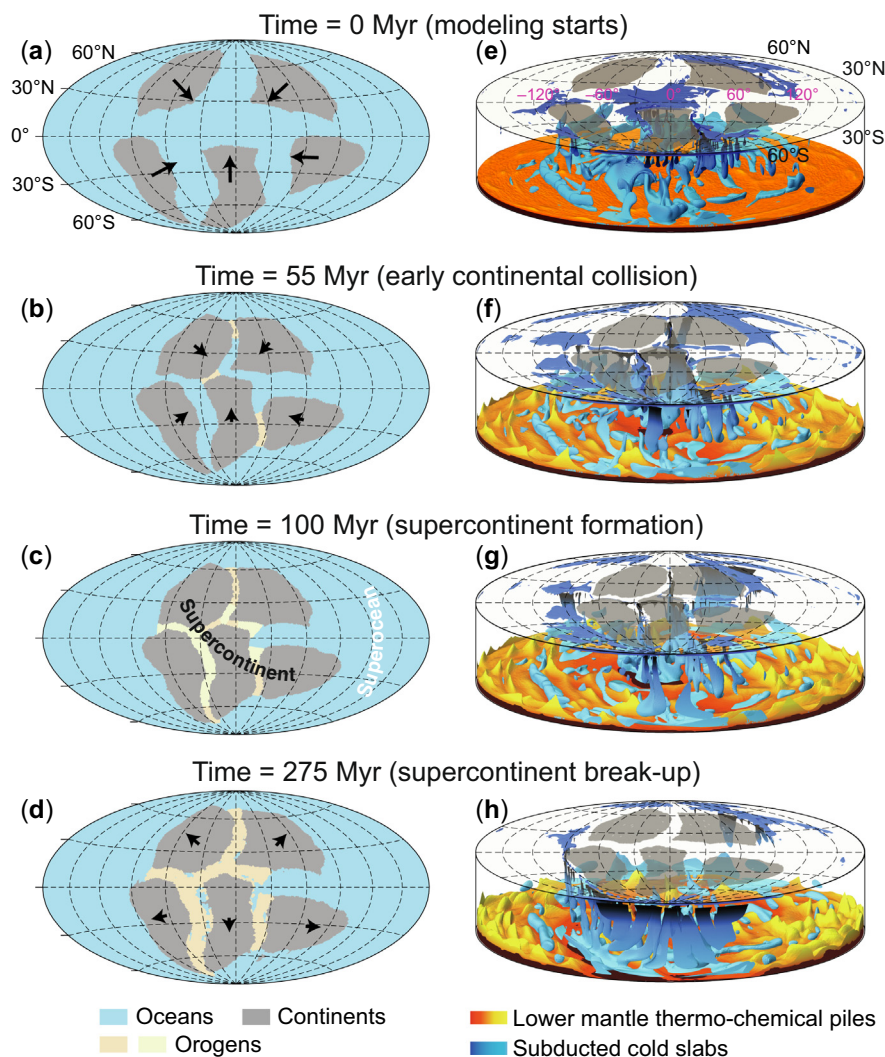 Time = 0 Myr (modeling starts)
(a)
60°N
30°N
0°
30°S
60°S
(e)
60°N
30°N
−120°
−60°
0°
60°
120°
30°S
60°S
Time = 55 Myr (early continental collision)
(b)
(f)
Time = 100 Myr (supercontinent formation)
(c)
Supercontinent
Superocean
(g)
Time = 275 Myr (supercontinent break-up)
(d)
(h)
Oceans
Continents
Orogens
Lower mantle thermo-chemical piles
Subducted cold slabs